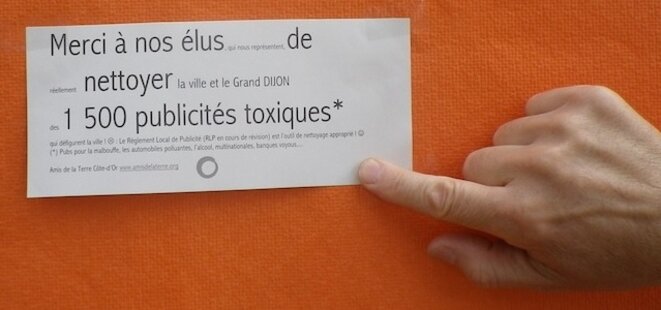 Merci à nos élus, qui nous représentent, de
réellement nettoyer la ville et le Grand DIJON
des 1 500 publicités toxiques*
qui défigurent la ville ! ☹ : Le Règlement Local de Publicité (RLP en cours de révision) est l'outil de nettoyage approprié ! ☺
(*) Pubs pour la malbouffe, les automobiles polluantes, l'alcool, multinationales, banques voyous....
Amis de la Terre Côte-d'Or www.amisdelaterre.org